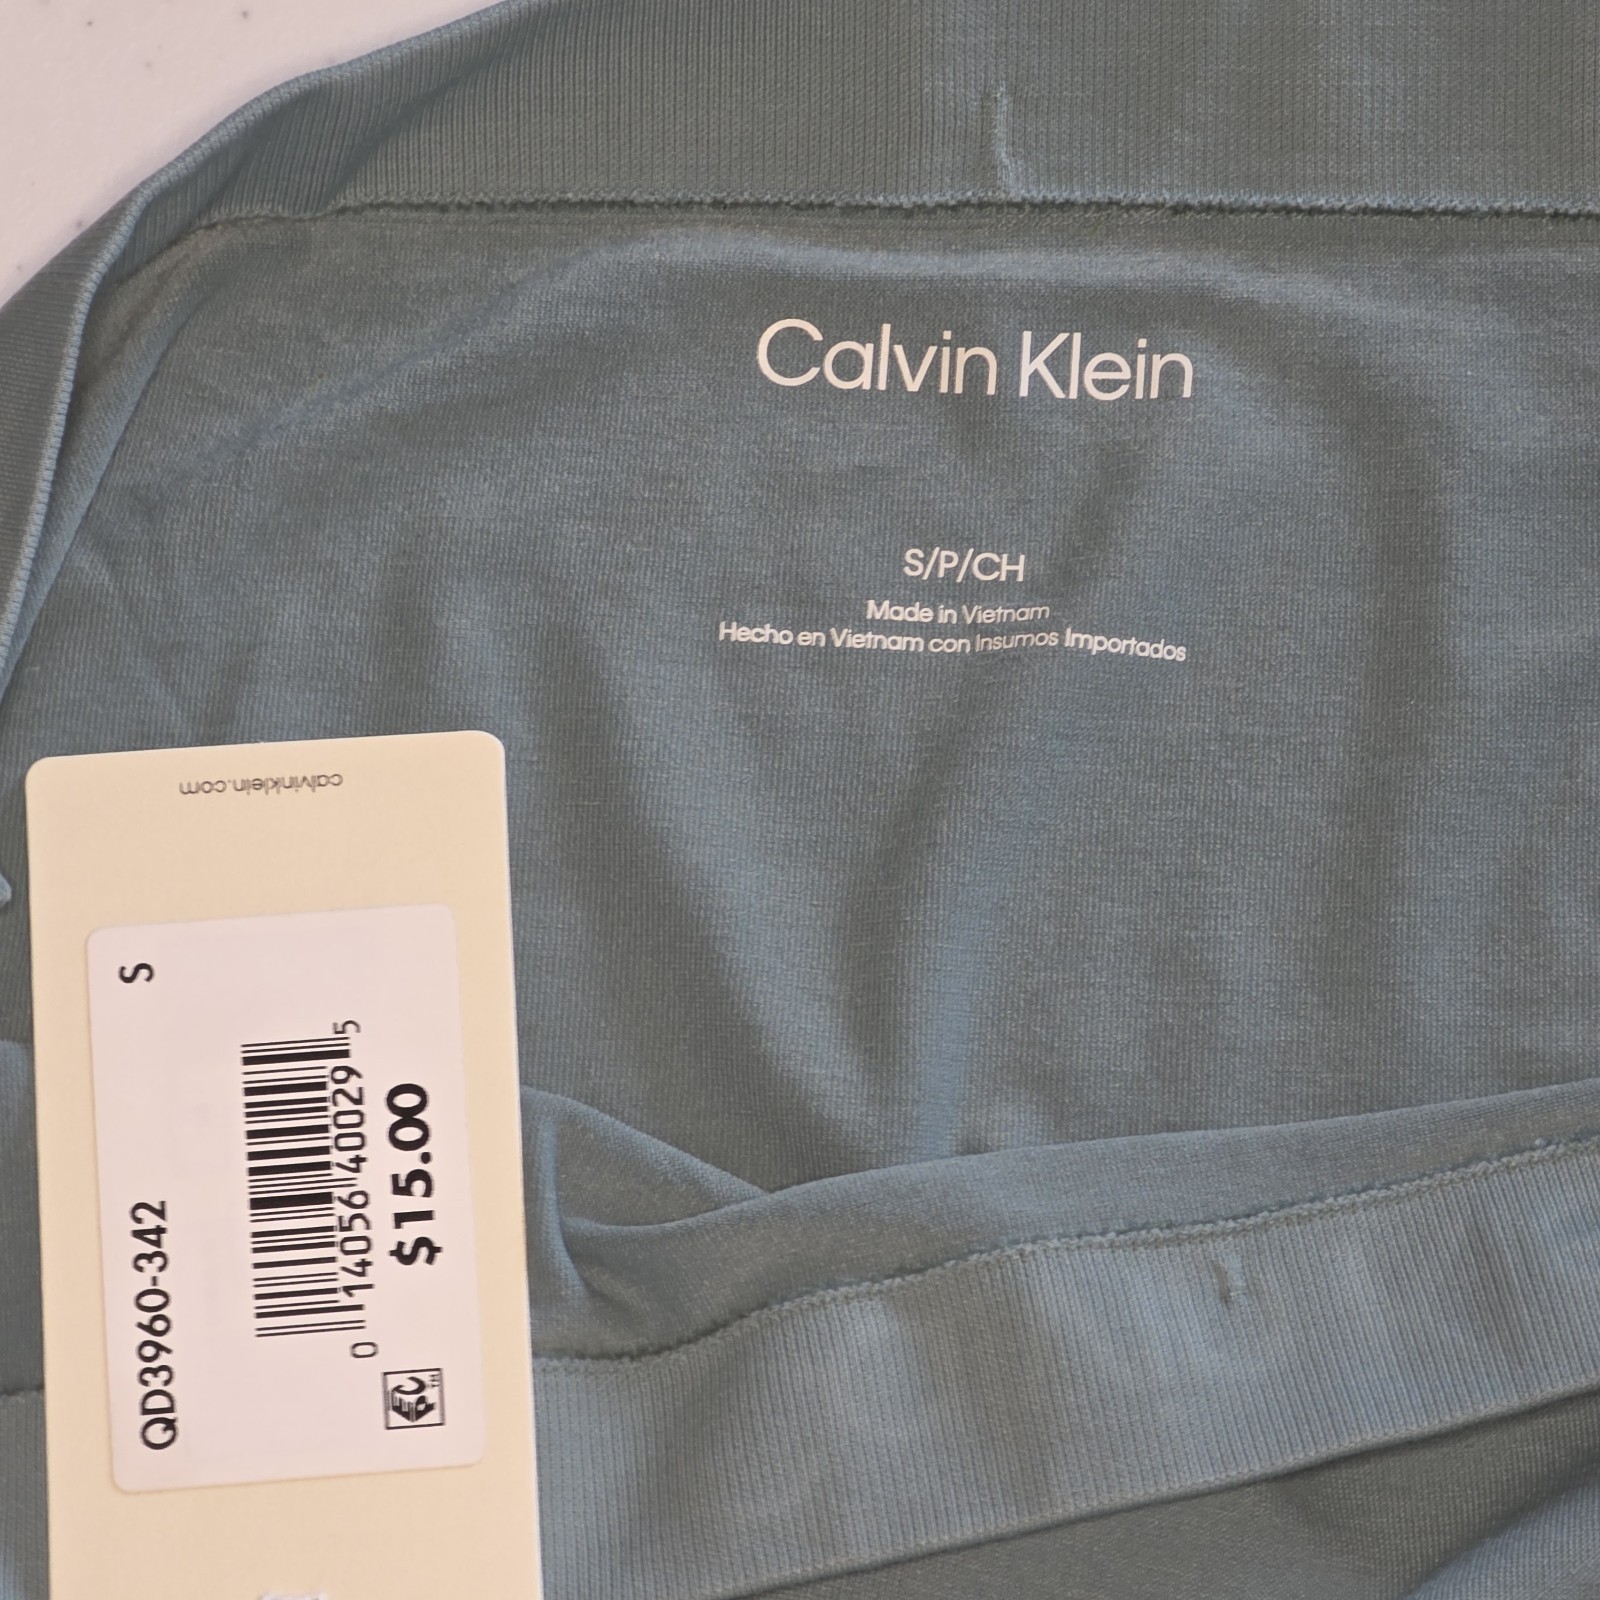 Calvin Klein
S/P/CH
Made in Vietnam
Hecho en Vietnam con Insumos Importados
calvinklein.com
S
QD3960-342
0 14056 40029 5
$15.00
EPC™